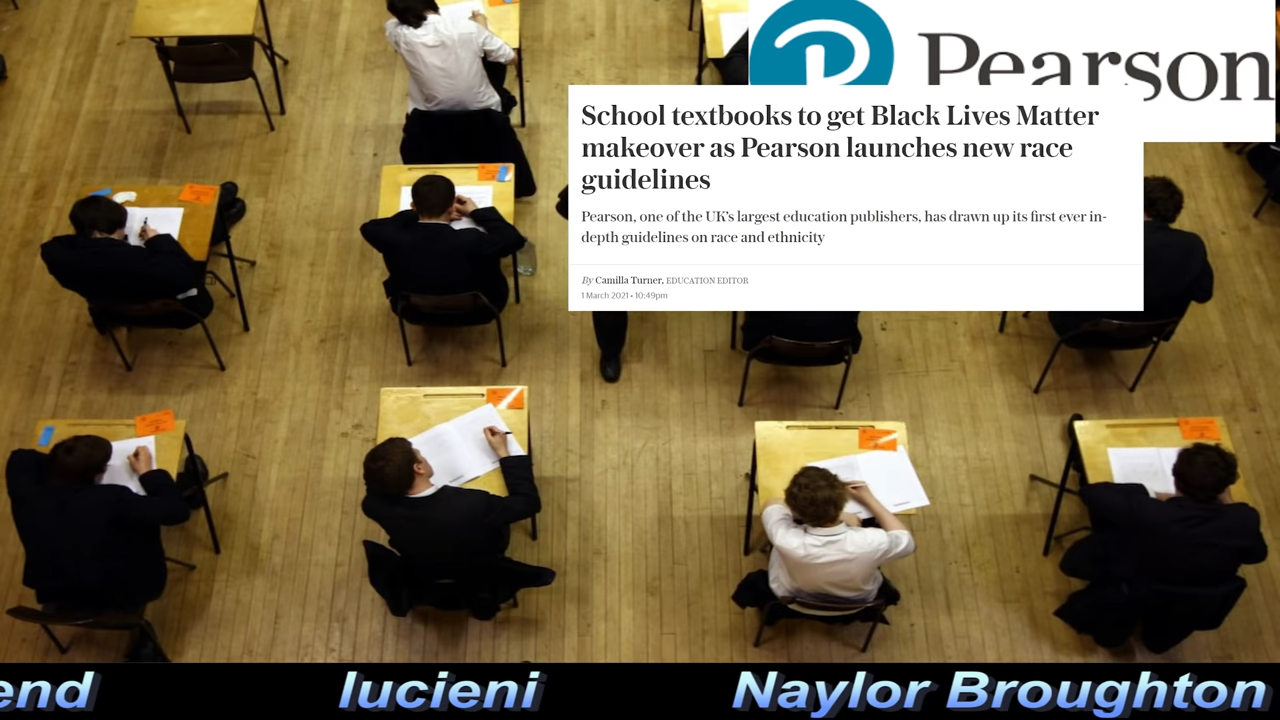 Pearson
School textbooks to get Black Lives Matter
makeover as Pearson launches new race
guidelines
Pearson, one of the UK's largest education publishers, has drawn up its first ever in-
depth guidelines on race and ethnicity
By Camilla Turner, EDUCATION EDITOR
1 March 2021 • 10:49pm
end lucieni Naylor Broughton